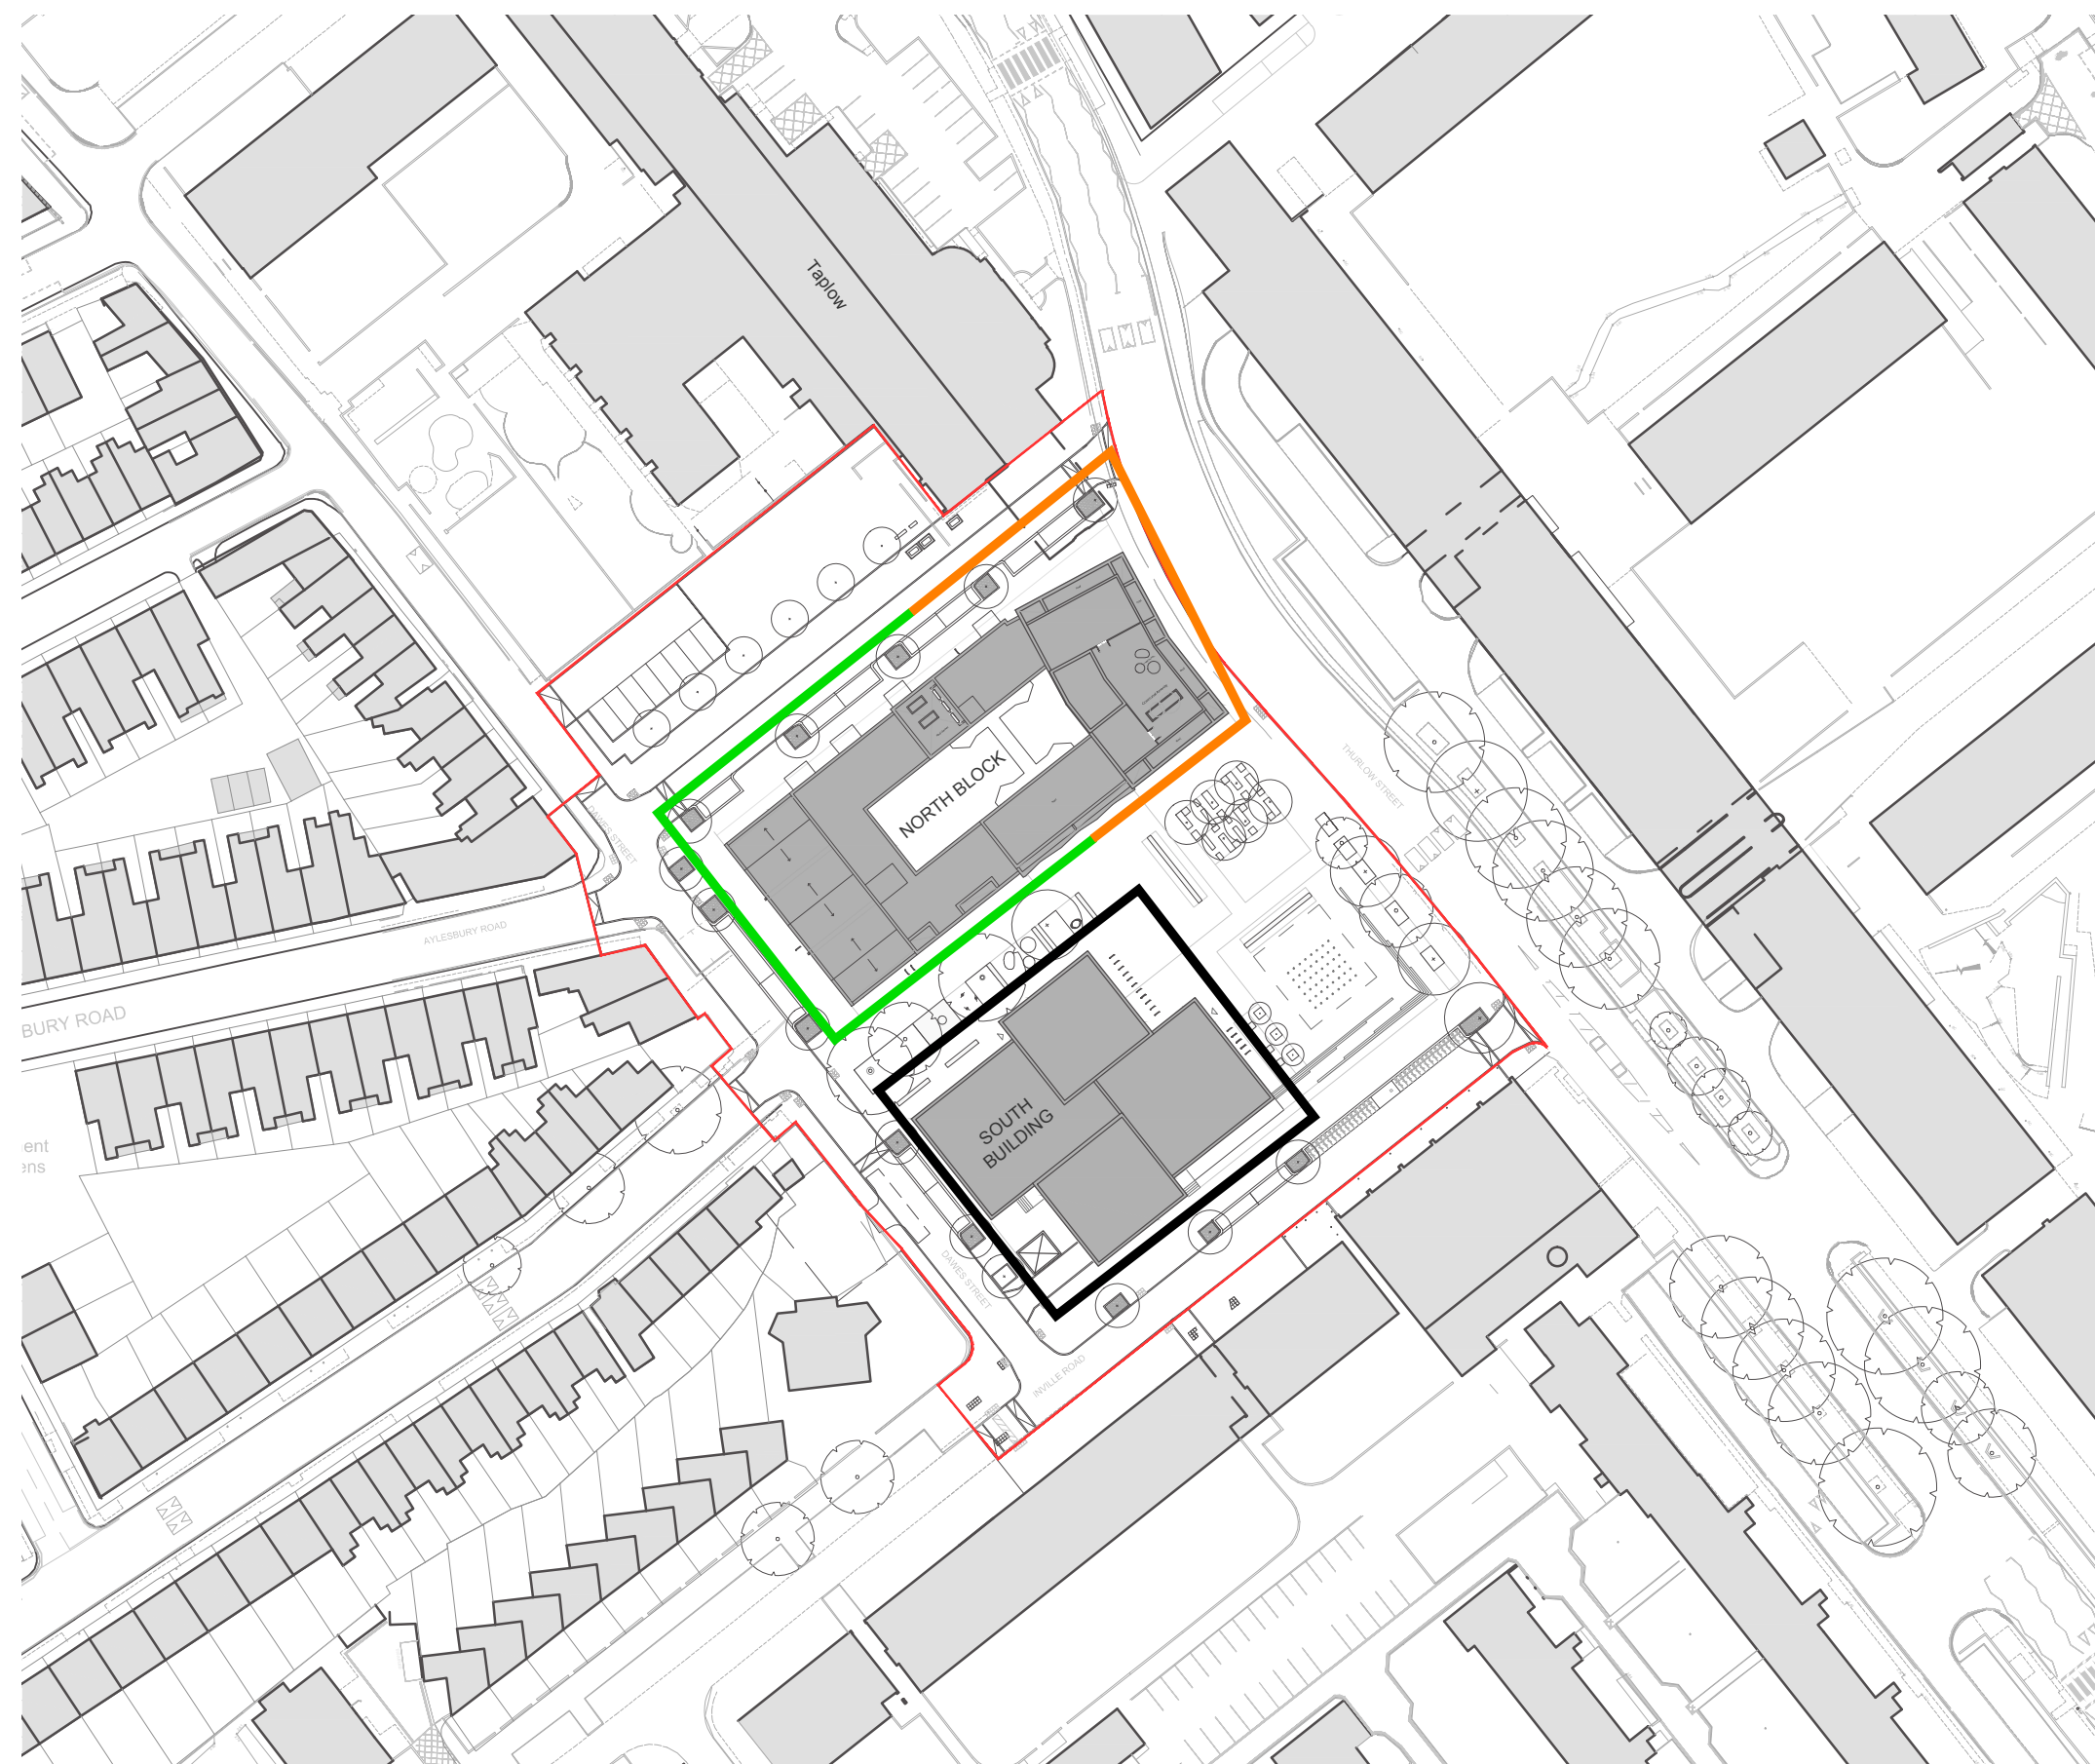 Taplow
NORTH BLOCK
THURLOW STREET
DAWES STREET
AYLESBURY ROAD
BURY ROAD
SOUTH
BUILDING
ent
ens
DAWES STREET
INVILLE ROAD